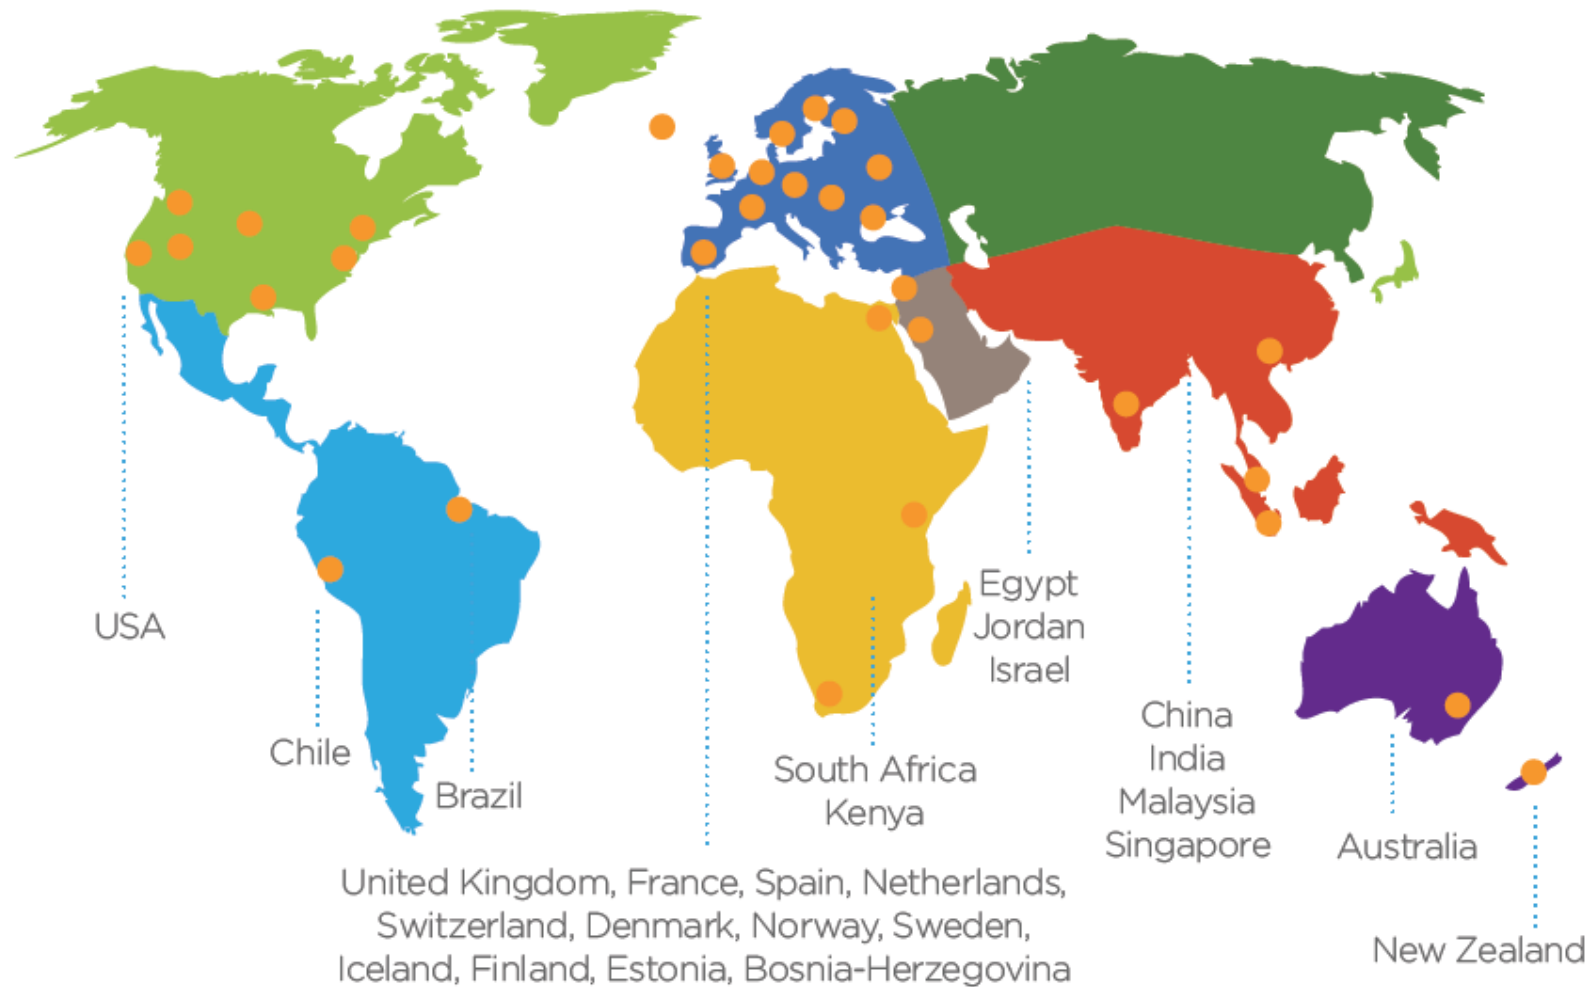 USA
Chile
Brazil
United Kingdom, France, Spain, Netherlands,
Switzerland, Denmark, Norway, Sweden,
Iceland, Finland, Estonia, Bosnia-Herzegovina
South Africa
Kenya
Egypt
Jordan
Israel
China
India
Malaysia
Singapore
Australia
New Zealand